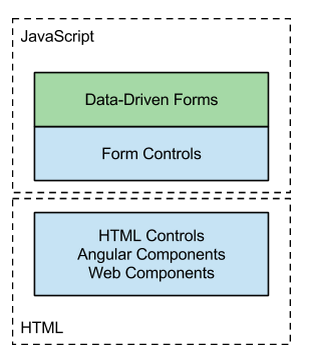 JavaScript
Data-Driven Forms
Form Controls
HTML Controls
Angular Components
Web Components
HTML